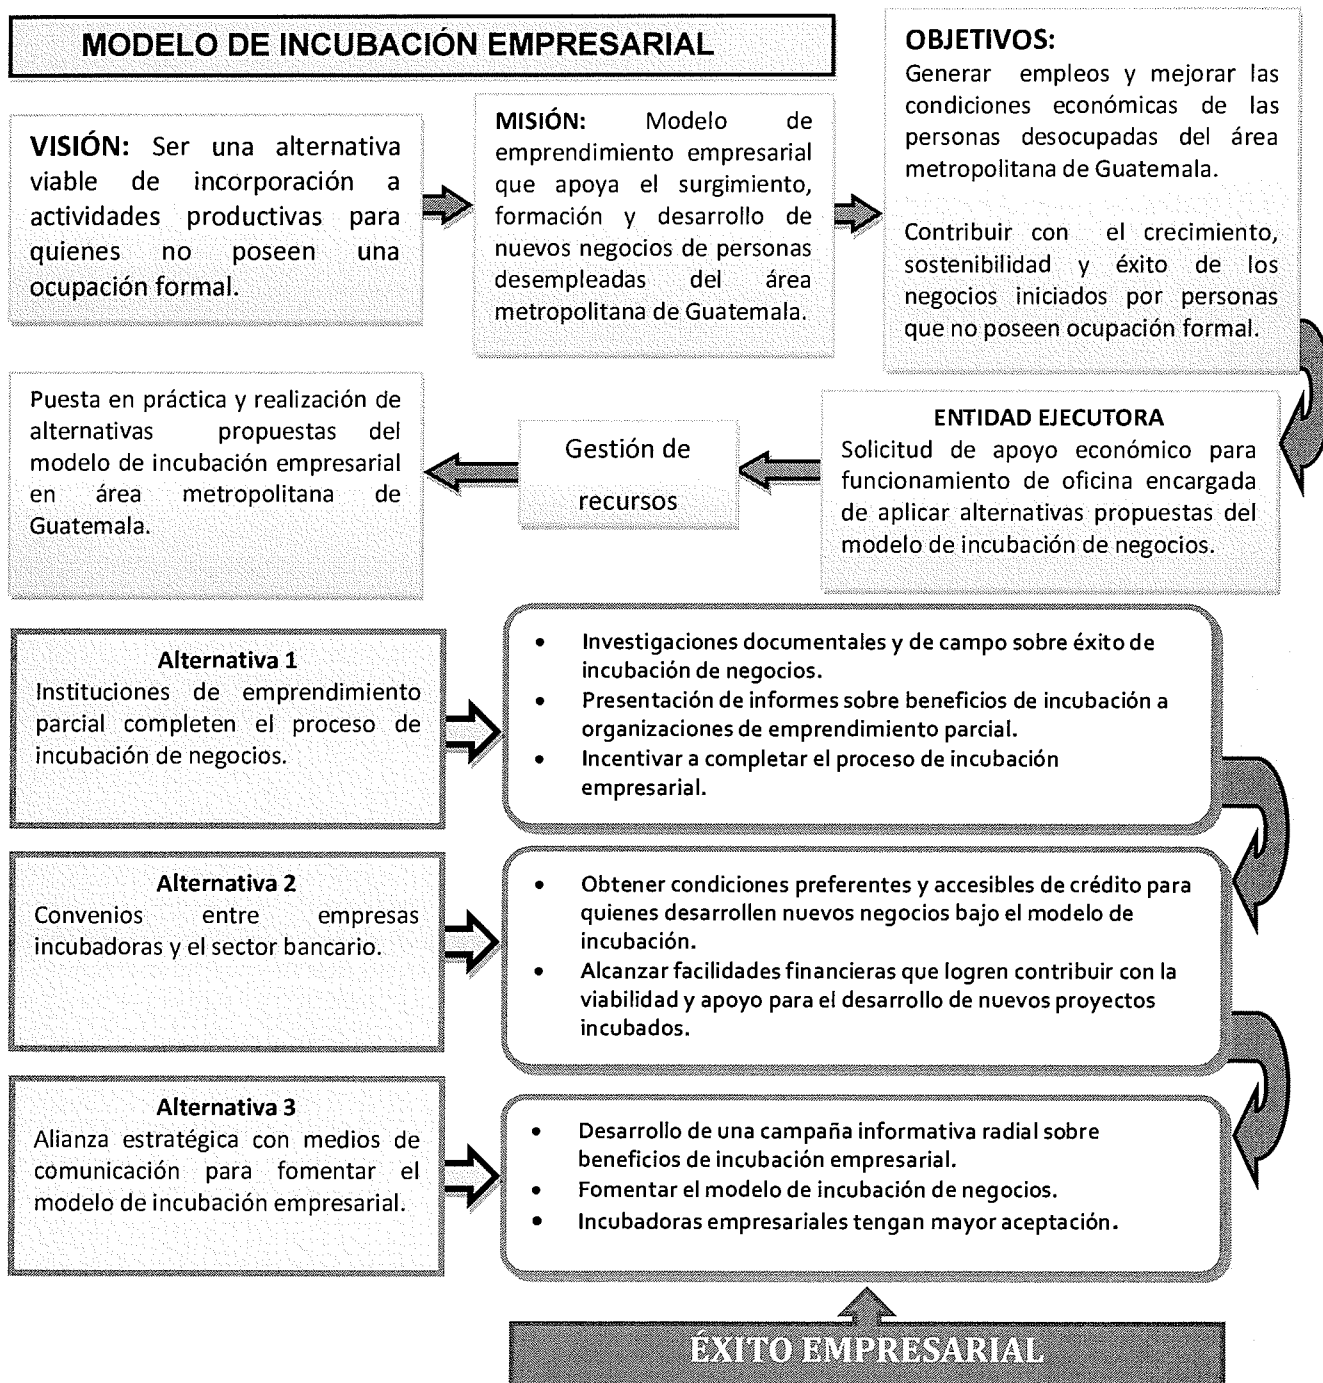 MODELO DE INCUBACIÓN EMPRESARIAL
VISIÓN: Ser una alternativa
viable de incorporación a
actividades productivas para
quienes no poseen una
ocupación formal.
MISIÓN: Modelo de
emprendimiento empresarial
que apoya el surgimiento,
formación y desarrollo de
nuevos negocios de personas
desempleadas del área
metropolitana de Guatemala.
OBJETIVOS:
Generar empleos y mejorar las
condiciones económicas de las
personas desocupadas del área
metropolitana de Guatemala.
Contribuir con el crecimiento,
sostenibilidad y éxito de los
negocios iniciados por personas
que no poseen ocupación formal.
ENTIDAD EJECUTORA
Solicitud de apoyo económico para
funcionamiento de oficina encargada
de aplicar alternativas propuestas del
modelo de incubación de negocios.
Gestión de
recursos
Puesta en práctica y realización de
alternativas propuestas del
modelo de incubación empresarial
en área metropolitana de
Guatemala.
Alternativa 1
Instituciones de emprendimiento
parcial completen el proceso de
incubación de negocios.
• Investigaciones documentales y de campo sobre éxito de
incubación de negocios.
• Presentación de informes sobre beneficios de incubación a
organizaciones de emprendimiento parcial.
• Incentivar a completar el proceso de incubación
empresarial.
Alternativa 2
Convenios entre empresas
incubadoras y el sector bancario.
• Obtener condiciones preferentes y accesibles de crédito para
quienes desarrollen nuevos negocios bajo el modelo de
incubación.
• Alcanzar facilidades financieras que logren contribuir con la
viabilidad y apoyo para el desarrollo de nuevos proyectos
incubados.
Alternativa 3
Alianza estratégica con medios de
comunicación para fomentar el
modelo de incubación empresarial.
• Desarrollo de una campaña informativa radial sobre
beneficios de incubación empresarial.
• Fomentar el modelo de incubación de negocios.
• Incubadoras empresariales tengan mayor aceptación.
ÉXITO EMPRESARIAL